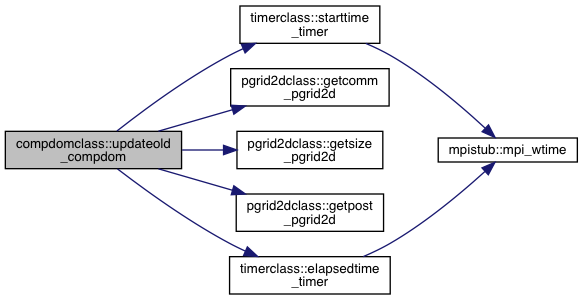 timerclass::starttime
_timer
pgrid2dclass::getcomm
_pgrid2d
compdomclass::updateold
_compdom
pgrid2dclass::getsize
_pgrid2d
mpistub::mpi_wtime
pgrid2dclass::getpost
_pgrid2d
timerclass::elapsedtime
_timer